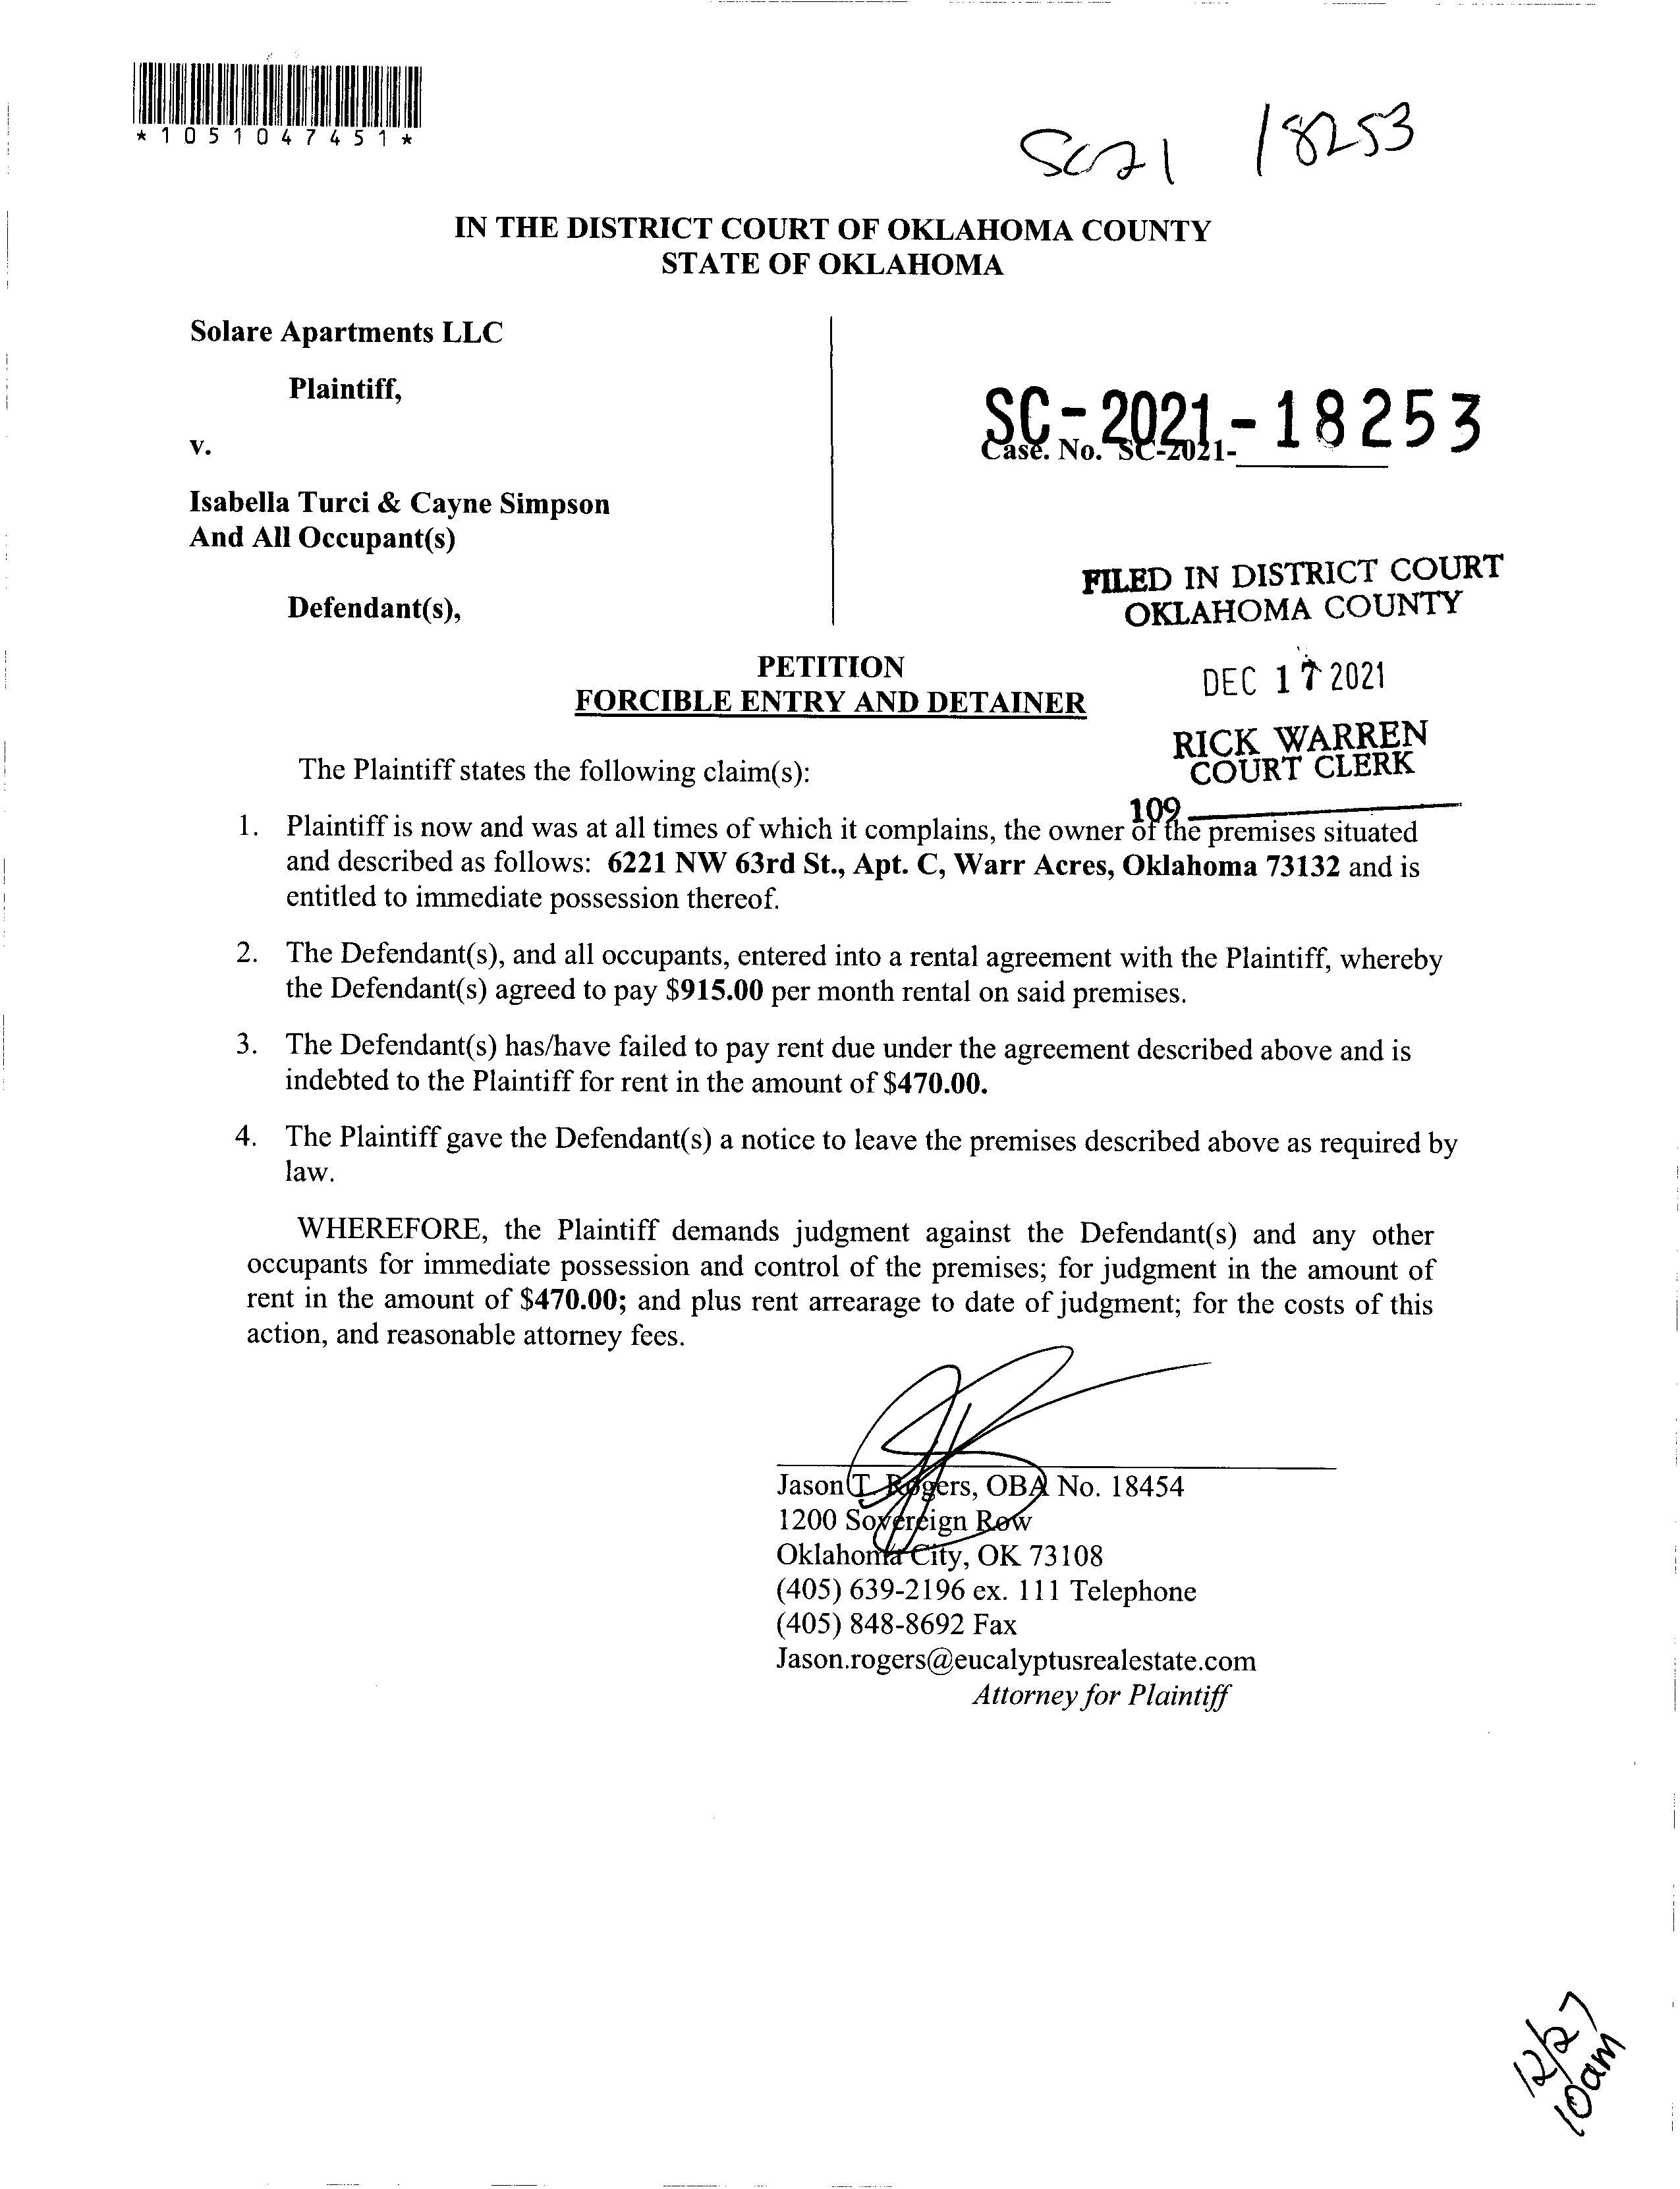 *1051047451*
SC21 18253
IN THE DISTRICT COURT OF OKLAHOMA COUNTY
STATE OF OKLAHOMA
Solare Apartments LLC
Plaintiff,
v.
Isabella Turci & Cayne Simpson
And All Occupant(s)
Defendant(s),
SC-2021-18253
Case. No. SC-2021-
FILED IN DISTRICT COURT
OKLAHOMA COUNTY
DEC 17 2021
RICK WARREN
COURT CLERK
109
PETITION
FORCIBLE ENTRY AND DETAINER
The Plaintiff states the following claim(s):
1. Plaintiff is now and was at all times of which it complains, the owner of the premises situated
and described as follows: 6221 NW 63rd St., Apt. C, Warr Acres, Oklahoma 73132 and is
entitled to immediate possession thereof.
2. The Defendant(s), and all occupants, entered into a rental agreement with the Plaintiff, whereby
the Defendant(s) agreed to pay $915.00 per month rental on said premises.
3. The Defendant(s) has/have failed to pay rent due under the agreement described above and is
indebted to the Plaintiff for rent in the amount of $470.00.
4. The Plaintiff gave the Defendant(s) a notice to leave the premises described above as required by
law.
WHEREFORE, the Plaintiff demands judgment against the Defendant(s) and any other
occupants for immediate possession and control of the premises; for judgment in the amount of
rent in the amount of $470.00; and plus rent arrearage to date of judgment; for the costs of this
action, and reasonable attorney fees.
Jason T. Rogers, OBA No. 18454
1200 Sovereign Row
Oklahoma City, OK 73108
(405) 639-2196 ex. 111 Telephone
(405) 848-8692 Fax
Jason.rogers@eucalyptusrealestate.com
Attorney for Plaintiff
12/27
10am